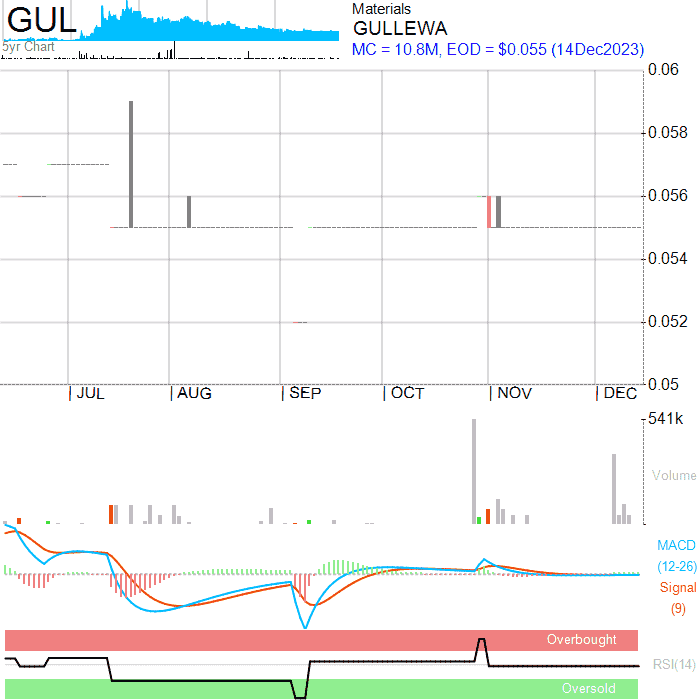 GUL
5yr Chart
Materials
GULLEWA
MC = 10.8M, EOD = $0.055 (14Dec2023)
0.06
0.058
0.056
0.054
0.052
0.05
JUL AUG SEP OCT NOV DEC
541k
Volume
MACD
(12-26)
Signal
(9)
Overbought
RSI(14)
Oversold